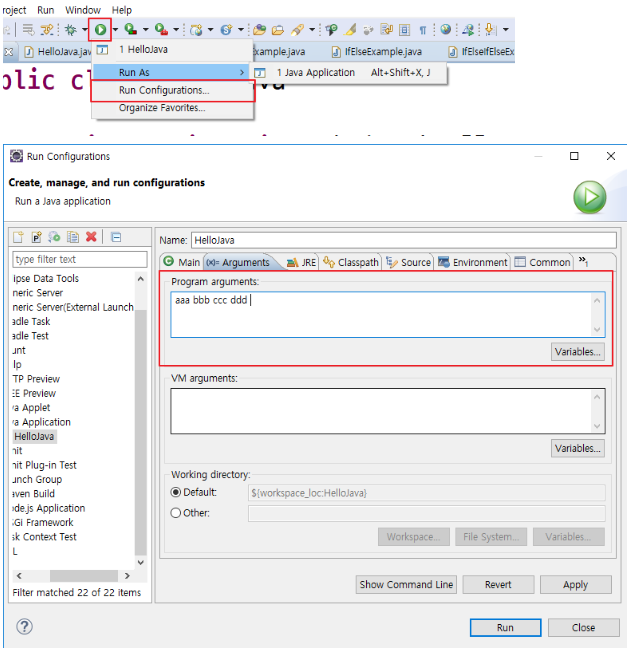 roject Run Window Help
HelloJava.jav
xample.java
IfElseExample.java
IfElseifElseEx
1 HelloJava
Run As
1 Java Application Alt+Shift+X, J
Run Configurations...
Organize Favorites...
blic cl
va
Run Configurations
Create, manage, and run configurations
Run a Java application
Name: HelloJava
type filter text
Main (x)= Arguments JRE Classpath Source Environment Common »1
ipse Data Tools
neric Server
neric Server(External Launch
adle Task
adle Test
unt
lp
TP Preview
EE Preview
va Applet
va Application
HelloJava
nit
nit Plug-in Test
unch Group
aven Build
de.js Application
GI Framework
sk Context Test
L
Filter matched 22 of 22 items
Program arguments:
aaa bbb ccc ddd
Variables...
VM arguments:
Variables...
Working directory:
Default: ${workspace_loc:HelloJava}
Other:
Workspace... File System... Variables...
Show Command Line Revert Apply
Run Close